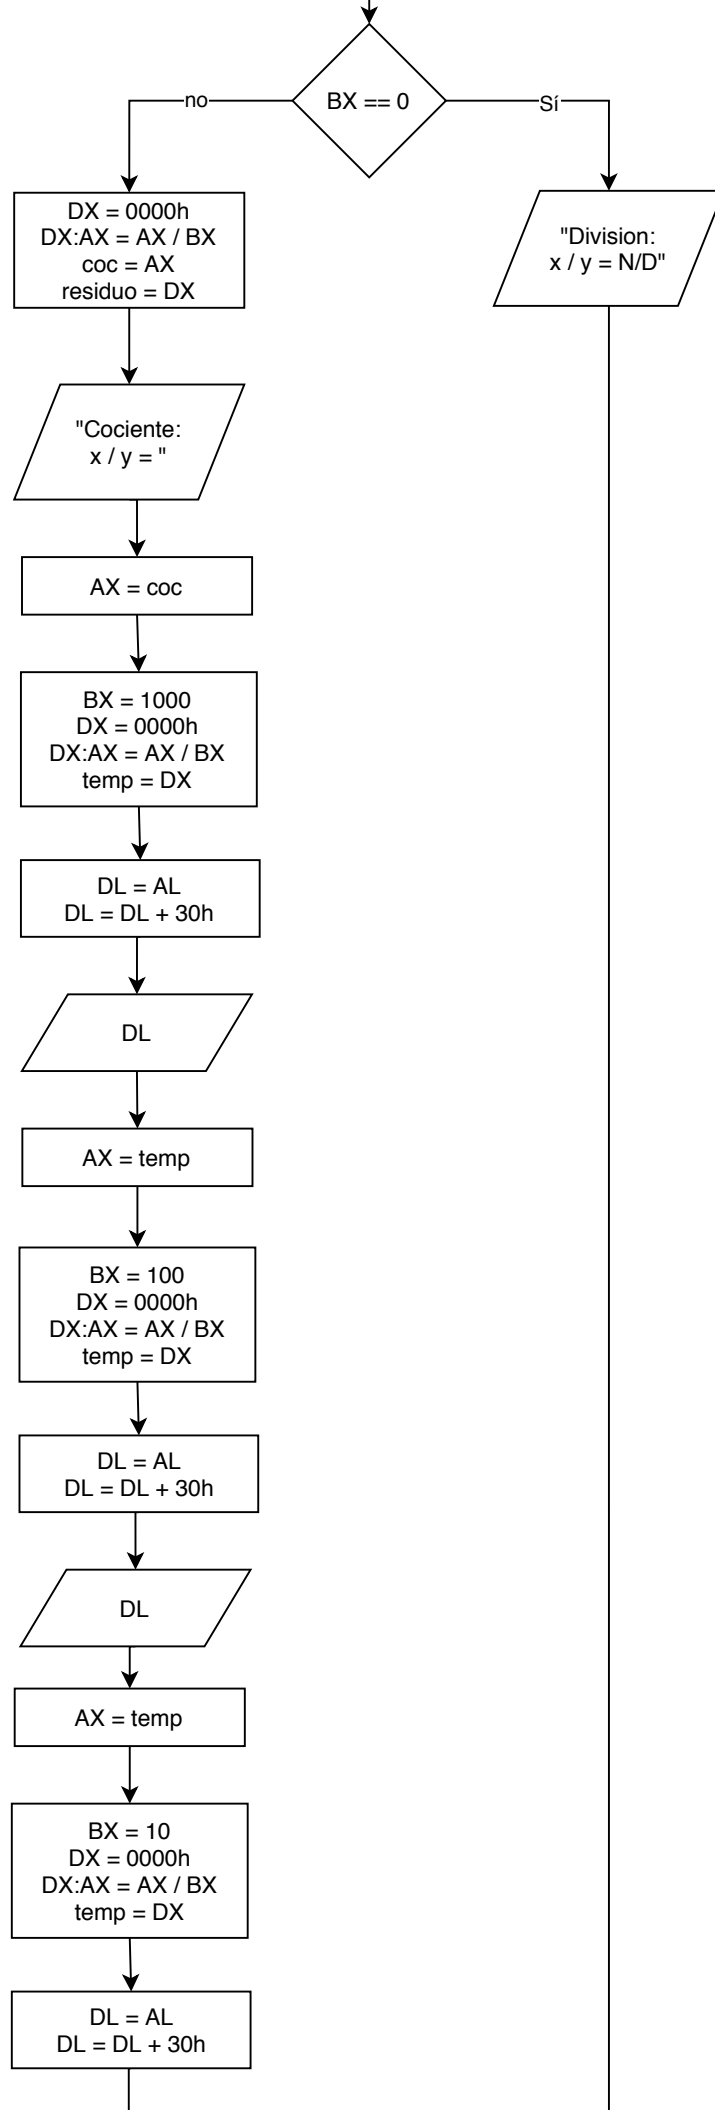 BX == 0
no
Sí
DX = 0000h
DX:AX = AX / BX
coc = AX
residuo = DX
"Division:
x / y = N/D"
"Cociente:
x / y = "
AX = coc
BX = 1000
DX = 0000h
DX:AX = AX / BX
temp = DX
DL = AL
DL = DL + 30h
DL
AX = temp
BX = 100
DX = 0000h
DX:AX = AX / BX
temp = DX
DL = AL
DL = DL + 30h
DL
AX = temp
BX = 10
DX = 0000h
DX:AX = AX / BX
temp = DX
DL = AL
DL = DL + 30h